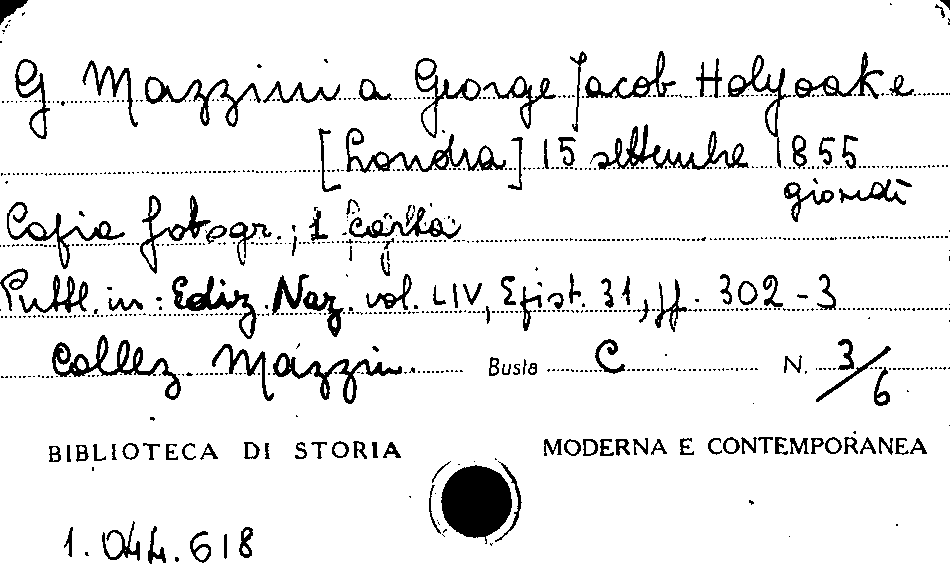 G. Mazzini a George Jacob Holyoake
[Londra] 15 settembre 1855
giovedì
Copia fotogr.; 1 carta
Pubbl. in: Ediz. Naz. vol. LIV, Epist. 31, pp. 302-3
Collez. Mazzin. Busta C N. 3/6
BIBLIOTECA DI STORIA MODERNA E CONTEMPORANEA
1.044.618